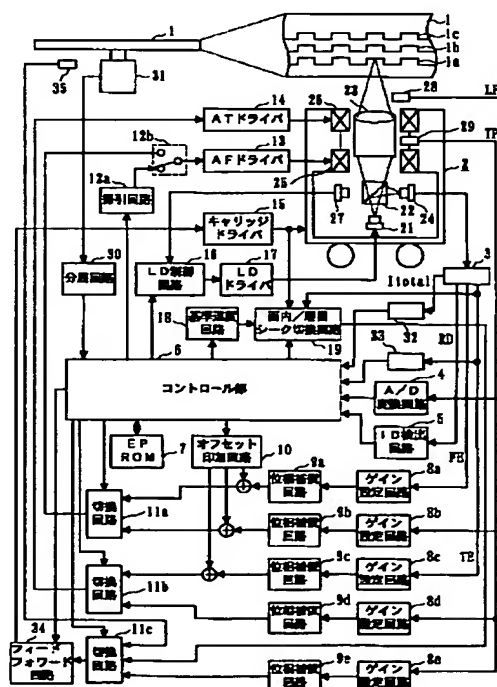 1
1
1c
1b
1a
35
31
23
28
LP
26
14
ATドライバ
29
TP
12b
13
AFドライバ
2
12a
25
掃引回路
27
22
24
15
キャリッジドライバ
21
3
16
17
30
LD制御回路
LDドライバ
Itotal
分周回路
18
基準速度回路
面内/層間シーク切換回路
32
RD
19
33
6
4
コントロール部
A/D変換回路
5
ID検出回路
FE
7
EPROM
10
オフセット印加回路
9a
8a
位相補償回路
ゲイン設定回路
11a
切換回路
9b
8b
位相補償回路
ゲイン設定回路
TE
9c
8c
位相補償回路
ゲイン設定回路
11b
切換回路
9d
8d
位相補償回路
ゲイン設定回路
34
11c
フィードフォワード回路
切換回路
9e
8e
位相補償回路
ゲイン設定回路